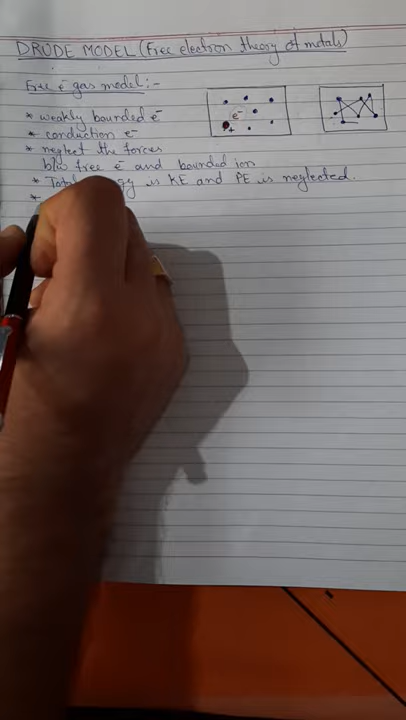 DRUDE MODEL (Free electron theory of metals)
Free e⁻ gas model:-
* weakly bounded e⁻
* conduction e⁻
* neglect the forces
b/w free e⁻ and bounded ion
* Total gy is KE and PE is neglected.
*
e⁻
+